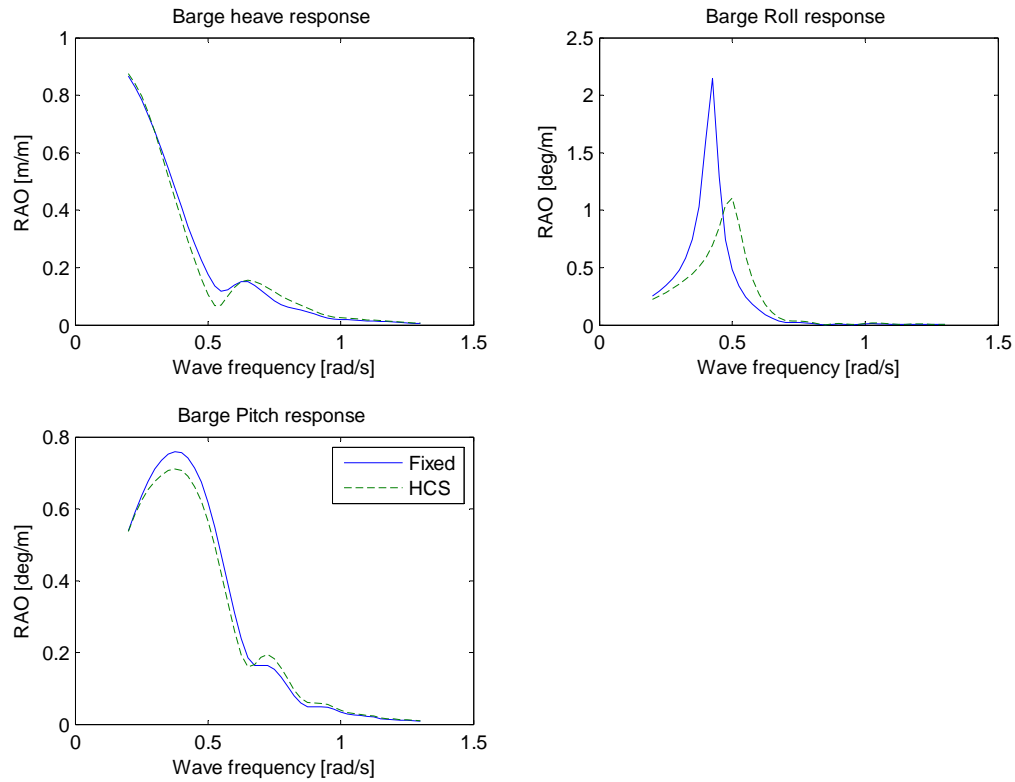 Barge heave response
1
0.8
0.6
0.4
0.2
0
0
0.5
1
1.5
RAO [m/m]
Wave frequency [rad/s]
Barge Roll response
2.5
2
1.5
1
0.5
0
0
0.5
1
1.5
RAO [deg/m]
Wave frequency [rad/s]
Barge Pitch response
0.8
0.6
0.4
0.2
0
0
0.5
1
1.5
RAO [deg/m]
Wave frequency [rad/s]
Fixed
HCS